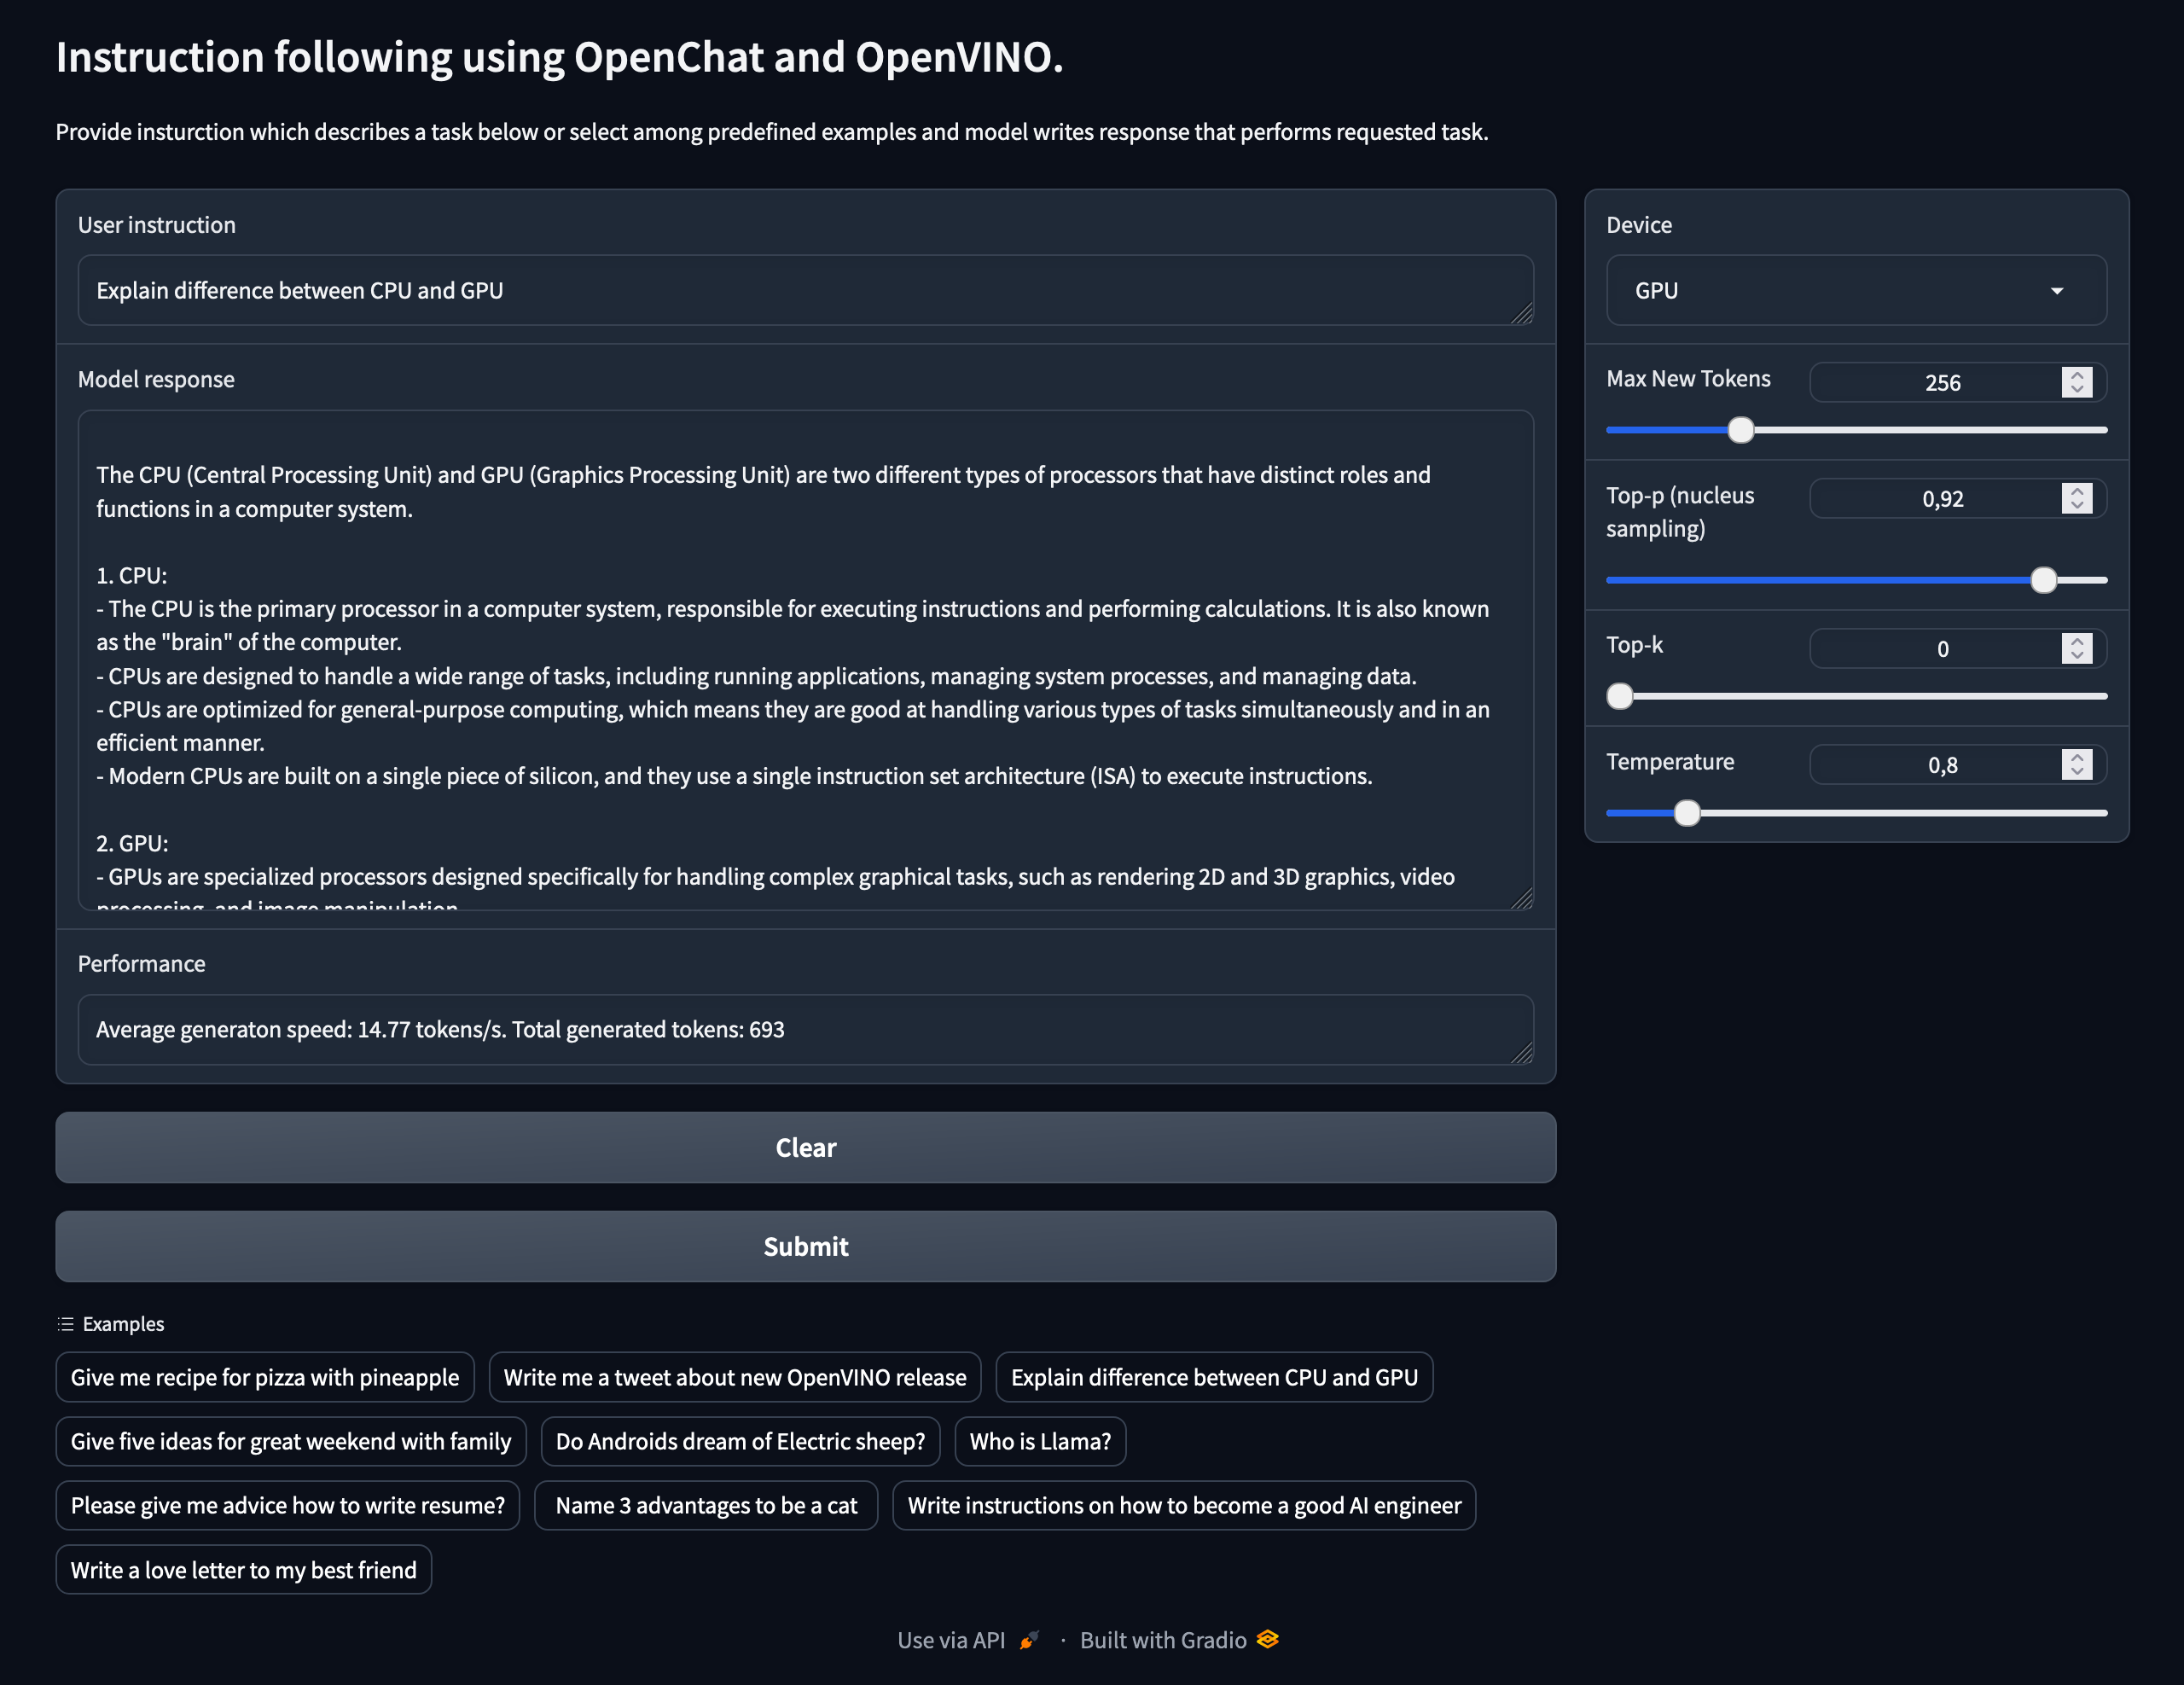 Instruction following using OpenChat and OpenVINO.
Provide insturction which describes a task below or select among predefined examples and model writes response that performs requested task.
User instruction
Explain difference between CPU and GPU
Model response
The CPU (Central Processing Unit) and GPU (Graphics Processing Unit) are two different types of processors that have distinct roles and
functions in a computer system.
1. CPU:
- The CPU is the primary processor in a computer system, responsible for executing instructions and performing calculations. It is also known
as the "brain" of the computer.
- CPUs are designed to handle a wide range of tasks, including running applications, managing system processes, and managing data.
- CPUs are optimized for general-purpose computing, which means they are good at handling various types of tasks simultaneously and in an
efficient manner.
- Modern CPUs are built on a single piece of silicon, and they use a single instruction set architecture (ISA) to execute instructions.
2. GPU:
- GPUs are specialized processors designed specifically for handling complex graphical tasks, such as rendering 2D and 3D graphics, video
processing, and image manipulation.
Performance
Average generaton speed: 14.77 tokens/s. Total generated tokens: 693
Clear
Submit
Device
GPU
Max New Tokens
256
Top-p (nucleus
sampling)
0,92
Top-k
0
Temperature
0,8
Examples
Give me recipe for pizza with pineapple
Write me a tweet about new OpenVINO release
Explain difference between CPU and GPU
Give five ideas for great weekend with family
Do Androids dream of Electric sheep?
Who is Llama?
Please give me advice how to write resume?
Name 3 advantages to be a cat
Write instructions on how to become a good AI engineer
Write a love letter to my best friend
Use via API · Built with Gradio